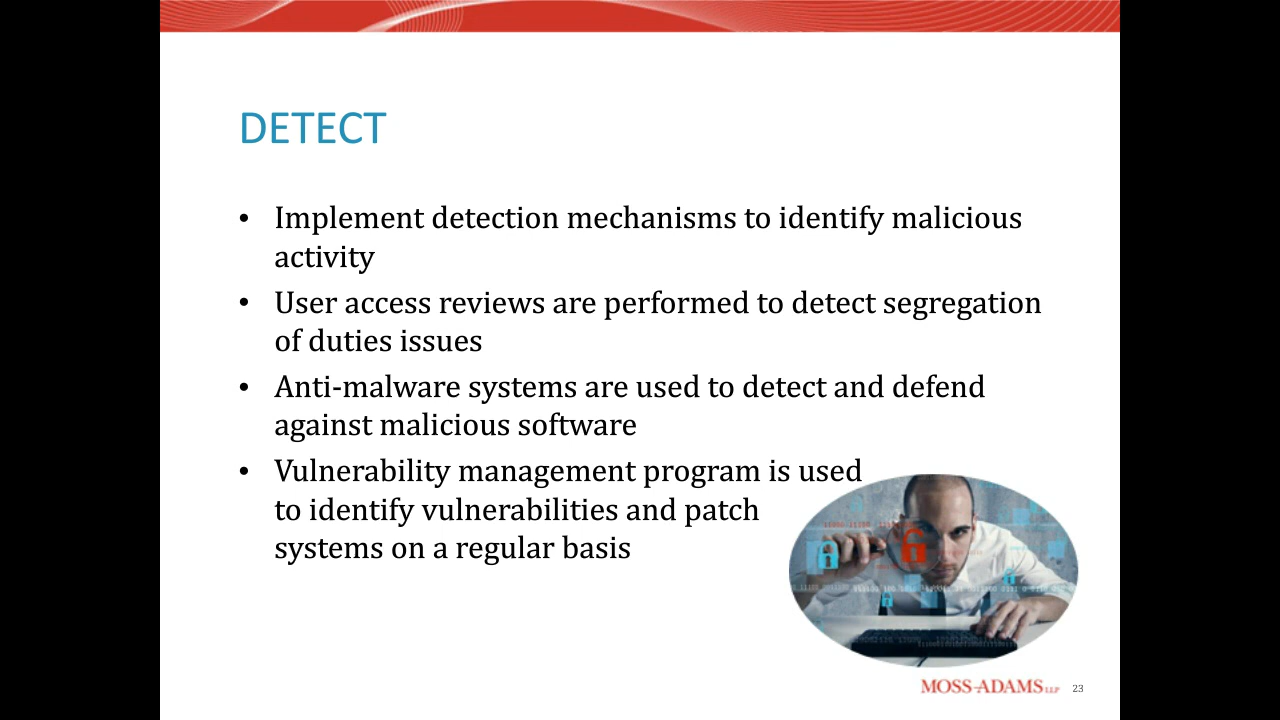 DETECT
• Implement detection mechanisms to identify malicious
activity
• User access reviews are performed to detect segregation
of duties issues
• Anti-malware systems are used to detect and defend
against malicious software
• Vulnerability management program is used
to identify vulnerabilities and patch
systems on a regular basis
MOSS-ADAMS LLP
23